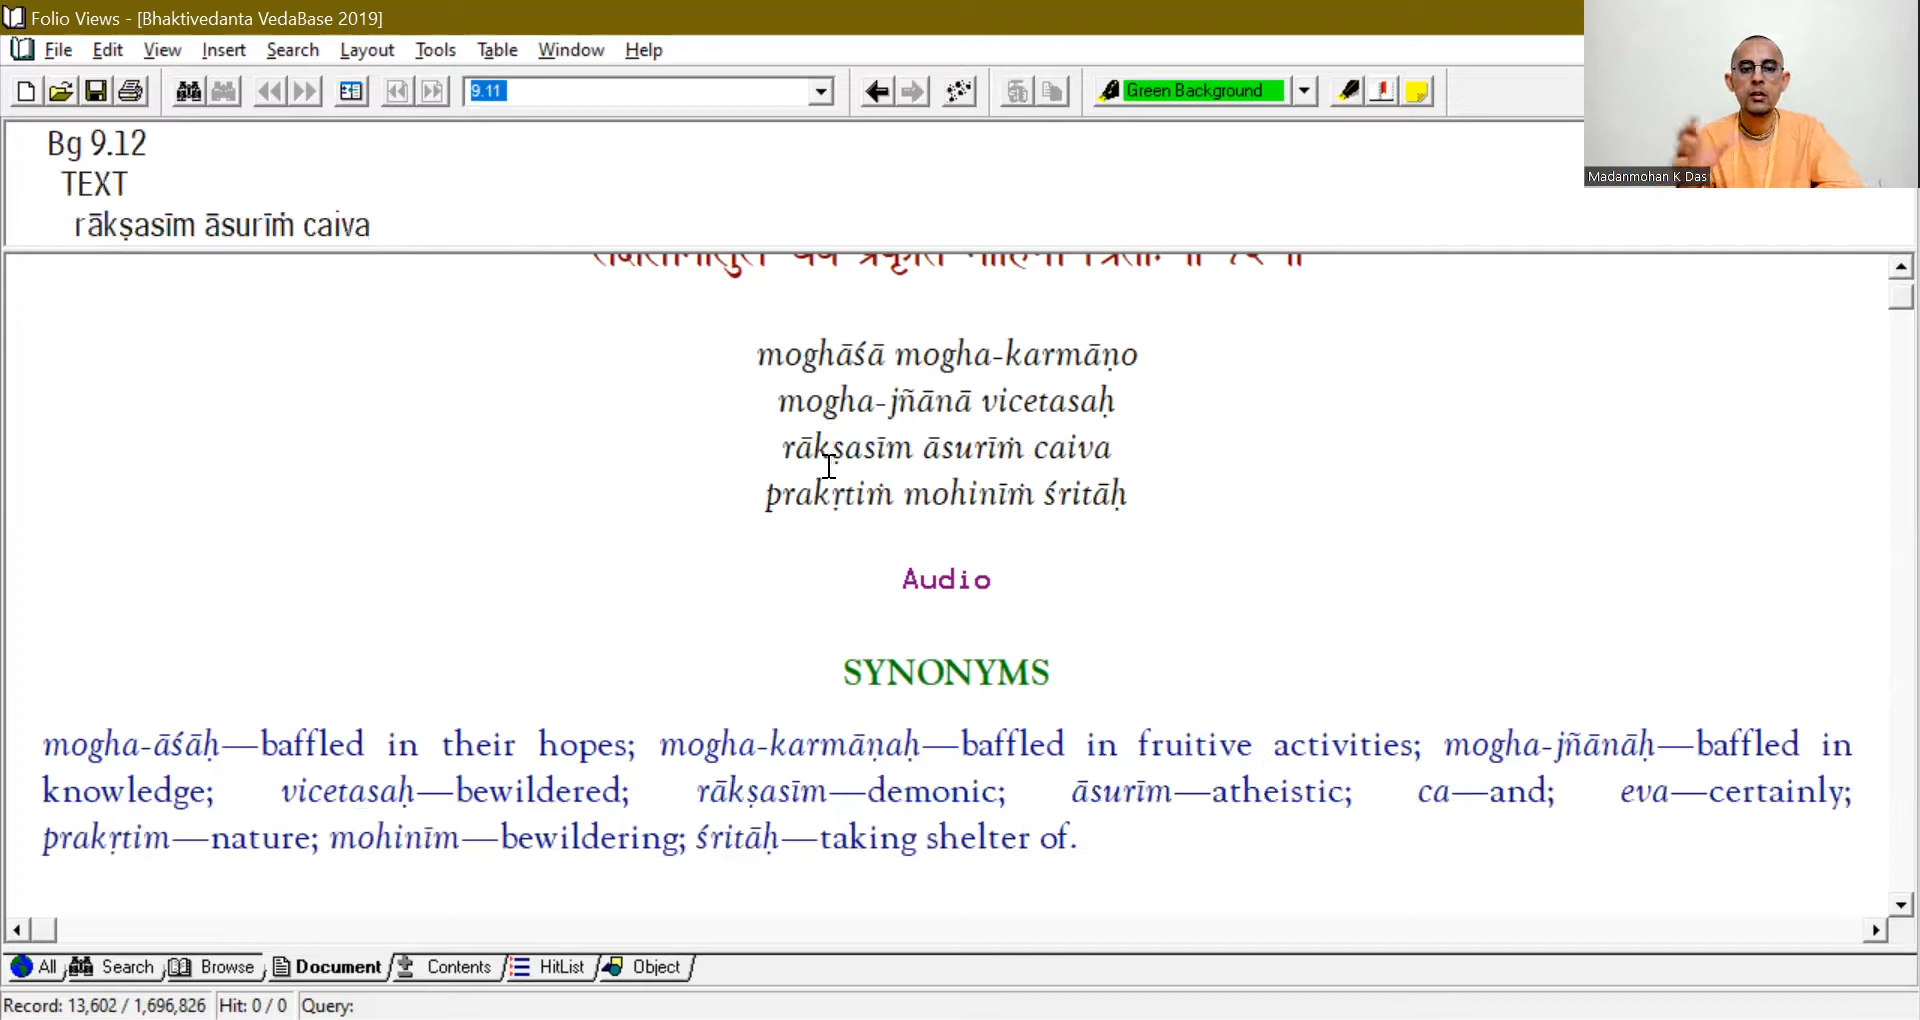 Folio Views - [Bhaktivedanta VedaBase 2019]
File Edit View Insert Search Layout Tools Table Window Help
9.11
Green Background
Madanmohan K Das
Bg 9.12
TEXT
rākṣasīm āsurīṁ caiva
moghāśā mogha-karmāṇo
mogha-jñānā vicetasaḥ
rākṣasīm āsurīṁ caiva
prakṛtiṁ mohinīṁ śritāḥ
Audio
SYNONYMS
mogha-āśāḥ—baffled in their hopes; mogha-karmāṇaḥ—baffled in fruitive activities; mogha-jñānāḥ—baffled in
knowledge; vicetasaḥ—bewildered; rākṣasīm—demonic; āsurīm—atheistic; ca—and; eva—certainly;
prakṛtim—nature; mohinīm—bewildering; śritāḥ—taking shelter of.
All Search Browse Document Contents HitList Object
Record: 13,602 / 1,696,826 Hit: 0 / 0 Query: